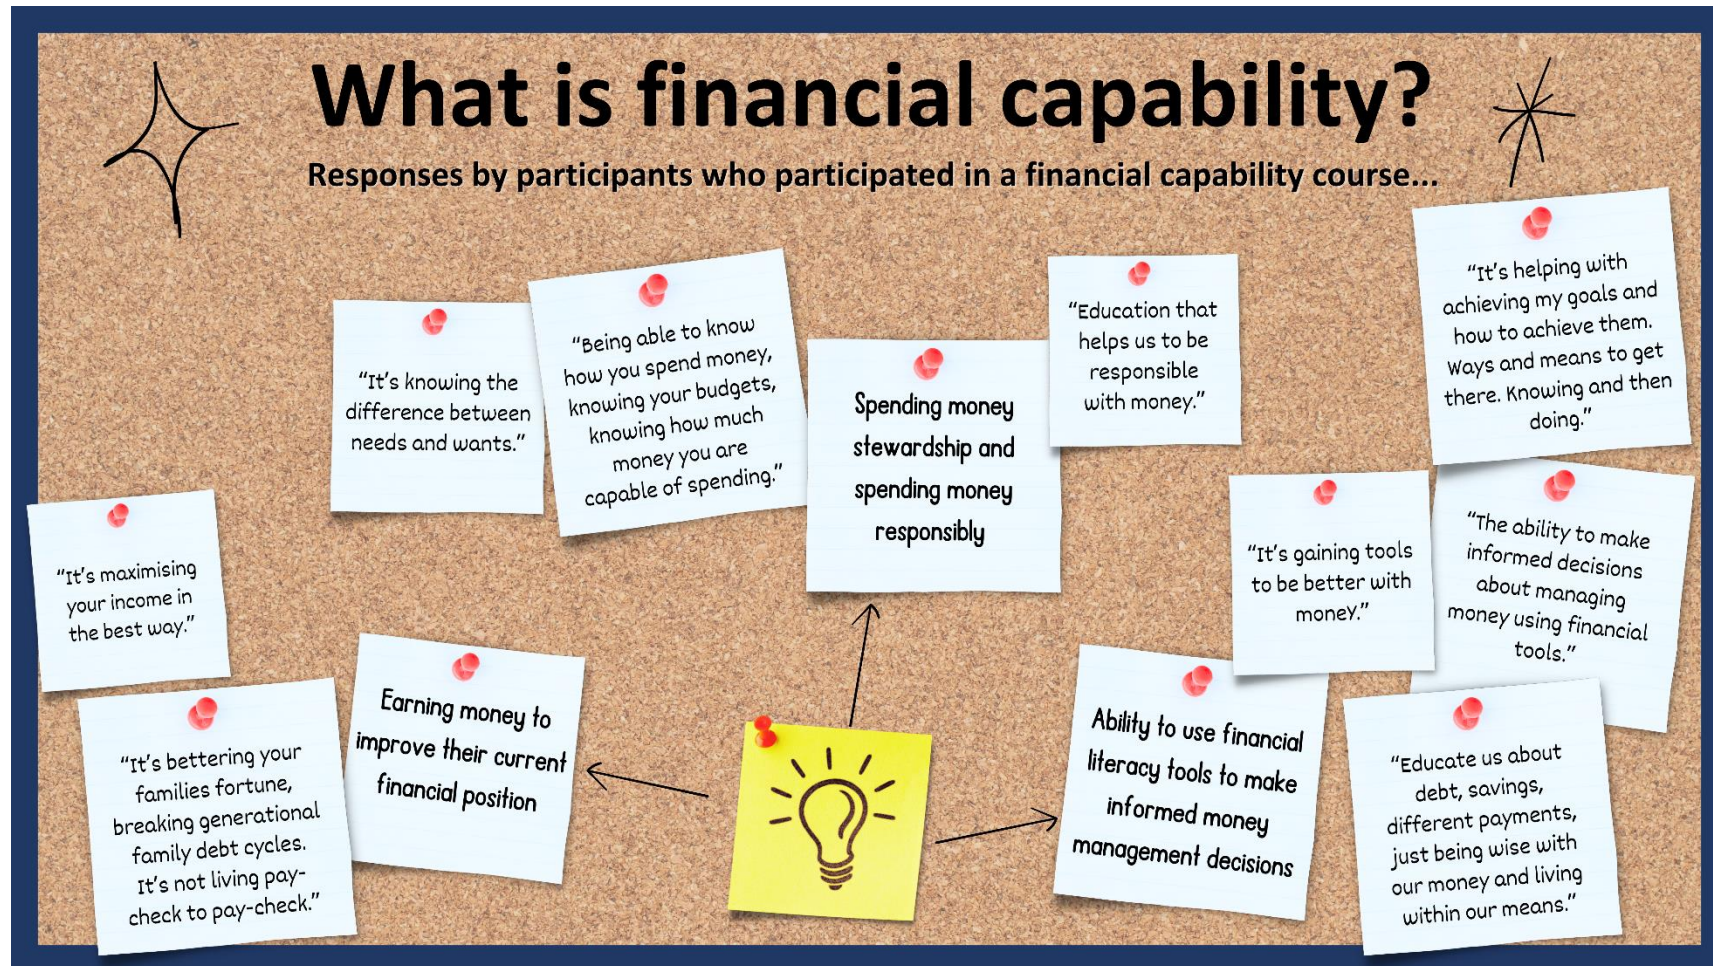 What is financial capability?
Responses by participants who participated in a financial capability course...
"It's knowing the
difference between
needs and wants."
"Being able to know
how you spend money,
knowing your budgets,
knowing how much
money you are
capable of spending."
Spending money
stewardship and
spending money
responsibly
"Education that
helps us to be
responsible
with money."
"It's helping with
achieving my goals and
how to achieve them.
Ways and means to get
there. Knowing and then
doing."
"It's maximising
your income in
the best way."
"It's bettering your
families fortune,
breaking generational
family debt cycles.
It's not living pay-
check to pay-check."
Earning money to
improve their current
financial position
Ability to use financial
literacy tools to make
informed money
management decisions
"It's gaining tools
to be better with
money."
"The ability to make
informed decisions
about managing
money using financial
tools."
"Educate us about
debt, savings,
different payments,
just being wise with
our money and living
within our means."